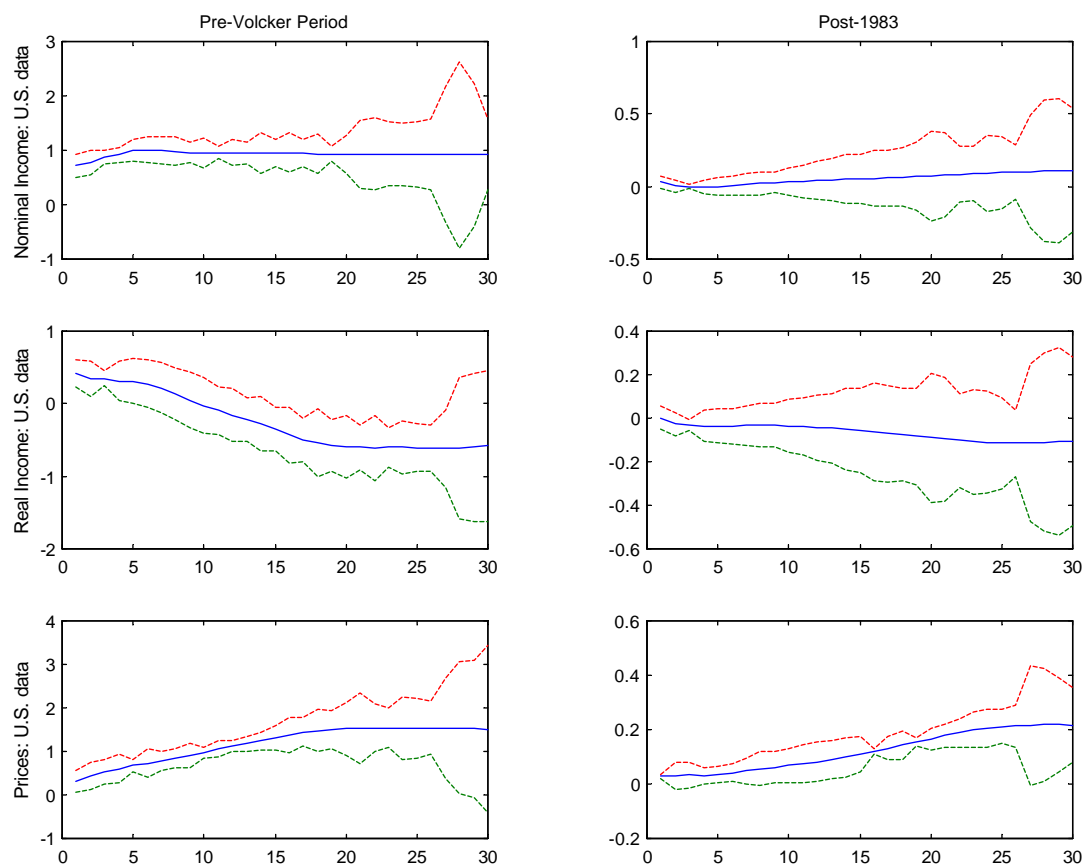 Pre-Volcker Period
Post-1983
Nominal Income: U.S. data
3
2
1
0
-1
0 5 10 15 20 25 30
1
0.5
0
-0.5
0 5 10 15 20 25 30
Real Income: U.S. data
1
0
-1
-2
0 5 10 15 20 25 30
0.4
0.2
0
-0.2
-0.4
-0.6
0 5 10 15 20 25 30
Prices: U.S. data
4
3
2
1
0
-1
0 5 10 15 20 25 30
0.6
0.4
0.2
0
-0.2
0 5 10 15 20 25 30